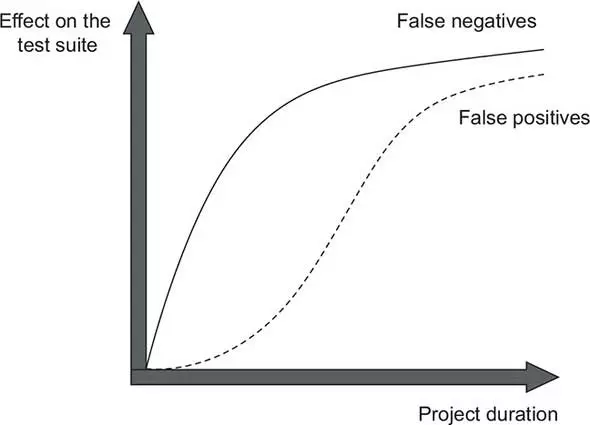 Effect on the
test suite
False negatives
False positives
Project duration